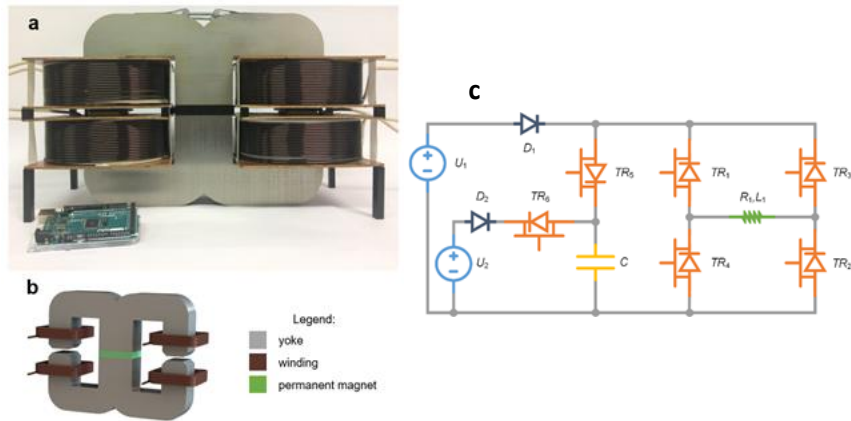 a
b
Legend:
yoke
winding
permanent magnet
c
D₁
U₁
TR₅
TR₁
TR₃
D₂
TR₆
R₁,L₁
U₂
C
TR₄
TR₂